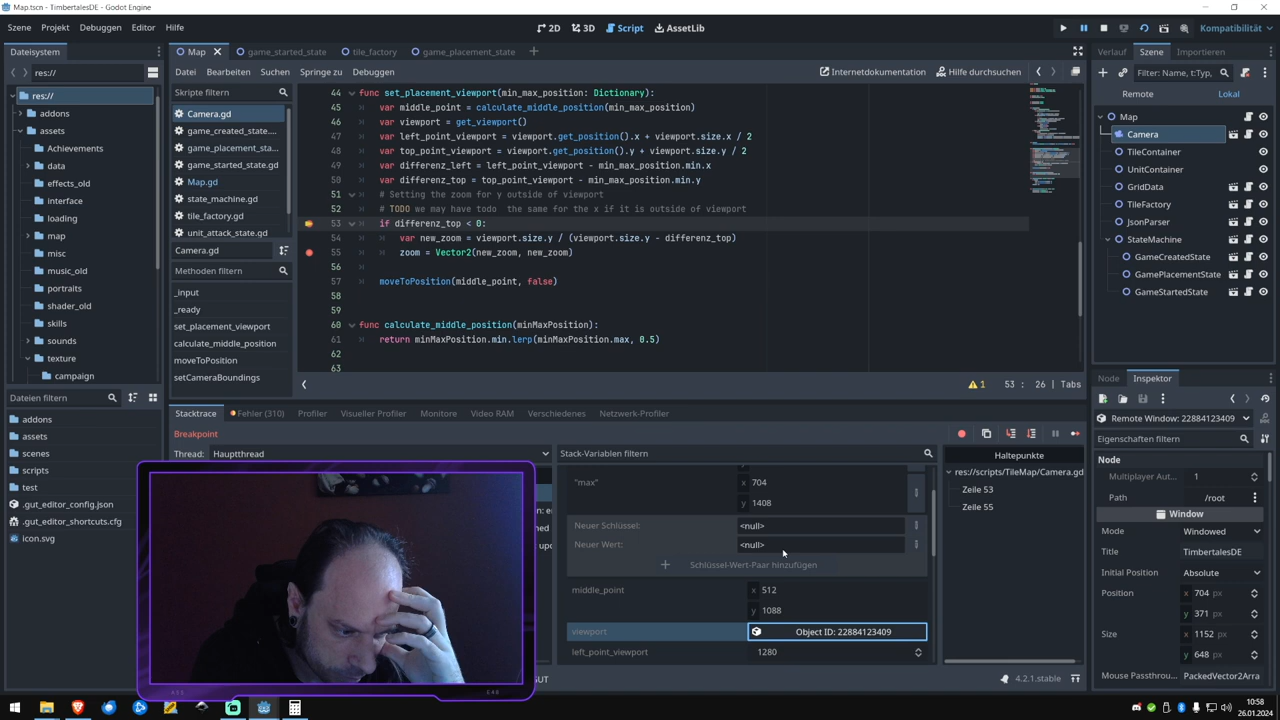 Map.tscn - TimbertalesDE - Godot Engine
Szene Projekt Debuggen Editor Hilfe
2D 3D Script AssetLib
Kompatibilität
Dateisystem
Map game_started_state tile_factory game_placement_state
Verlauf Szene Importieren
res://
Datei Bearbeiten Suchen Springe zu Debuggen
Internetdokumentation Hilfe durchsuchen
Filter: Name, t:Typ,
Remote Lokal
res://
addons
assets
Achievements
data
effects_old
interface
loading
map
misc
music_old
portraits
shader_old
skills
sounds
texture
campaign
Dateien filtern
addons
assets
scenes
scripts
test
.gut_editor_config.json
.gut_editor_shortcuts.cfg
icon.svg
Skripte filtern
Camera.gd
game_created_state....
game_placement_sta...
game_started_state.gd
Map.gd
state_machine.gd
tile_factory.gd
unit_attack_state.gd
Camera.gd
Methoden filtern
_input
_ready
set_placement_viewport
calculate_middle_position
moveToPosition
setCameraBoundings
44 func set_placement_viewport(min_max_position: Dictionary):
45 var middle_point = calculate_middle_position(min_max_position)
46 var viewport = get_viewport()
47 var left_point_viewport = viewport.get_position().x + viewport.size.x / 2
48 var top_point_viewport = viewport.get_position().y + viewport.size.y / 2
49 var differenz_left = left_point_viewport - min_max_position.min.x
50 var differenz_top = top_point_viewport - min_max_position.min.y
51 # Setting the zoom for y outside of viewport
52 # TODO we may have todo the same for the x if it is outside of viewport
53 if differenz_top < 0:
54 var new_zoom = viewport.size.y / (viewport.size.y - differenz_top)
55 zoom = Vector2(new_zoom, new_zoom)
56
57 moveToPosition(middle_point, false)
58
59
60 func calculate_middle_position(minMaxPosition):
61 return minMaxPosition.min.lerp(minMaxPosition.max, 0.5)
62
63
1 53 : 26 | Tabs
Map
Camera
TileContainer
UnitContainer
GridData
TileFactory
JsonParser
StateMachine
GameCreatedState
GamePlacementState
GameStartedState
Stacktrace Fehler (310) Profiler Visueller Profiler Monitore Video RAM Verschiedenes Netzwerk-Profiler
Breakpoint
Thread: Hauptthread
Stack-Variablen filtern
"max" x 704
y 1408
Neuer Schlüssel: <null>
Neuer Wert: <null>
Schlüssel-Wert-Paar hinzufügen
middle_point x 512
y 1088
viewport Object ID: 22884123409
left_point_viewport 1280
Haltepunkte
res://scripts/TileMap/Camera.gd
Zeile 53
Zeile 55
4.2.1.stable
Node Inspektor
Remote Window: 22884123409
Eigenschaften filtern
Node
Multiplayer Aut... 1
Path /root
Window
Mode Windowed
Title TimbertalesDE
Initial Position Absolute
Position x 704 px
y 371 px
Size x 1152 px
y 648 px
Mouse Passthrou... PackedVector2Arra
10:58
26.01.2024